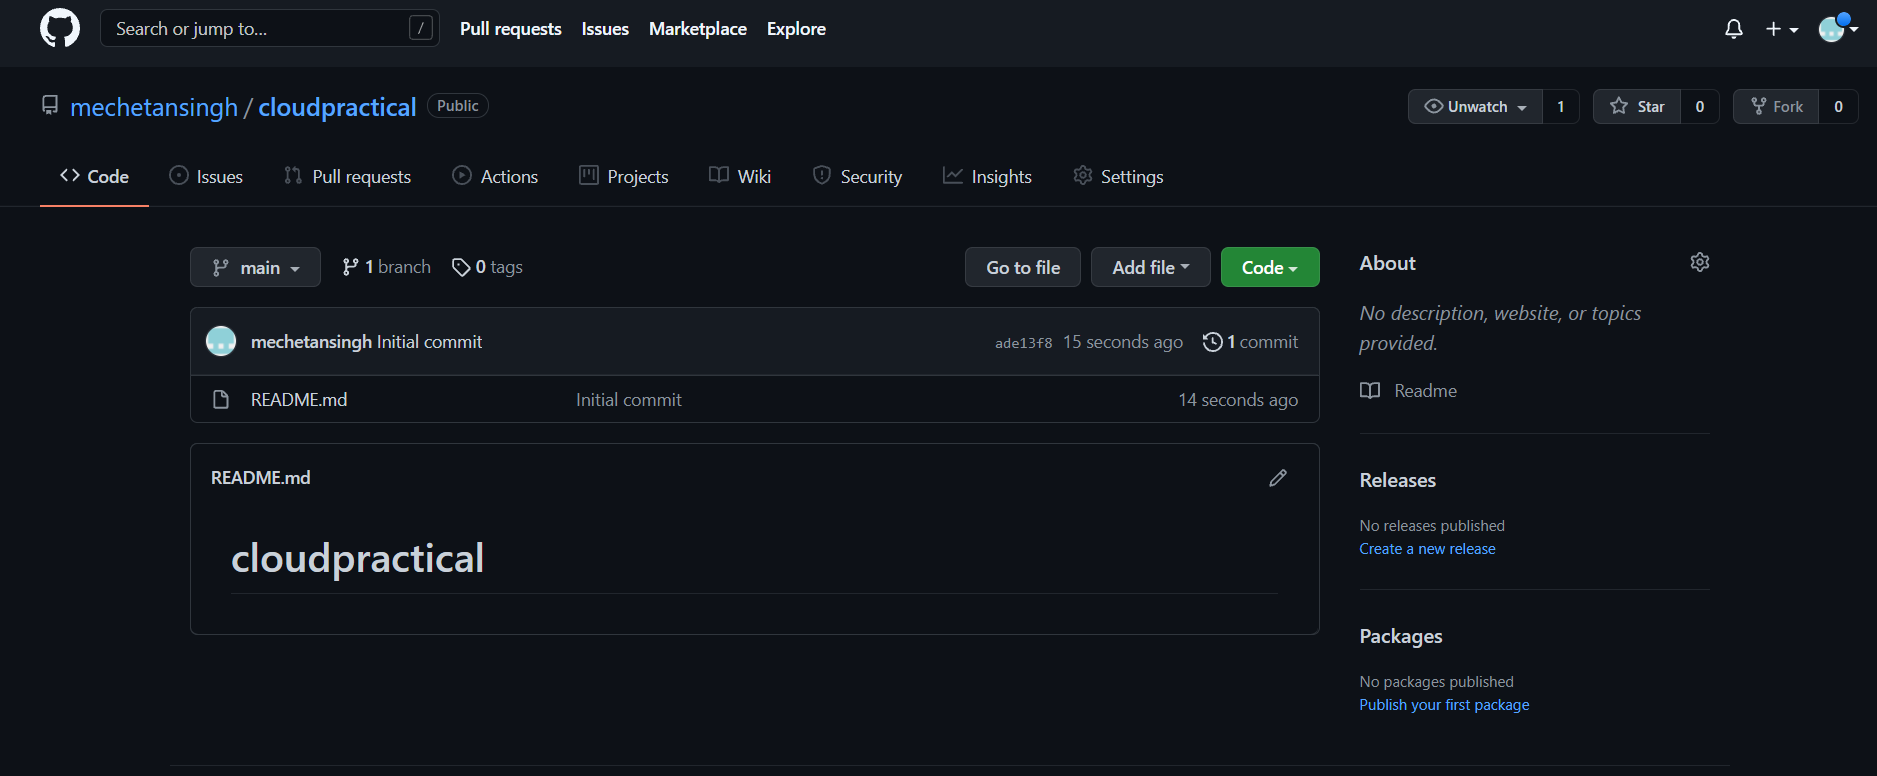 Search or jump to... / Pull requests Issues Marketplace Explore
mechetansingh / cloudpractical Public Unwatch 1 Star 0 Fork 0
Code Issues Pull requests Actions Projects Wiki Security Insights Settings
main 1 branch 0 tags Go to file Add file Code
mechetansingh Initial commit ade13f8 15 seconds ago 1 commit
README.md Initial commit 14 seconds ago
README.md
cloudpractical
About
No description, website, or topics
provided.
Readme
Releases
No releases published
Create a new release
Packages
No packages published
Publish your first package